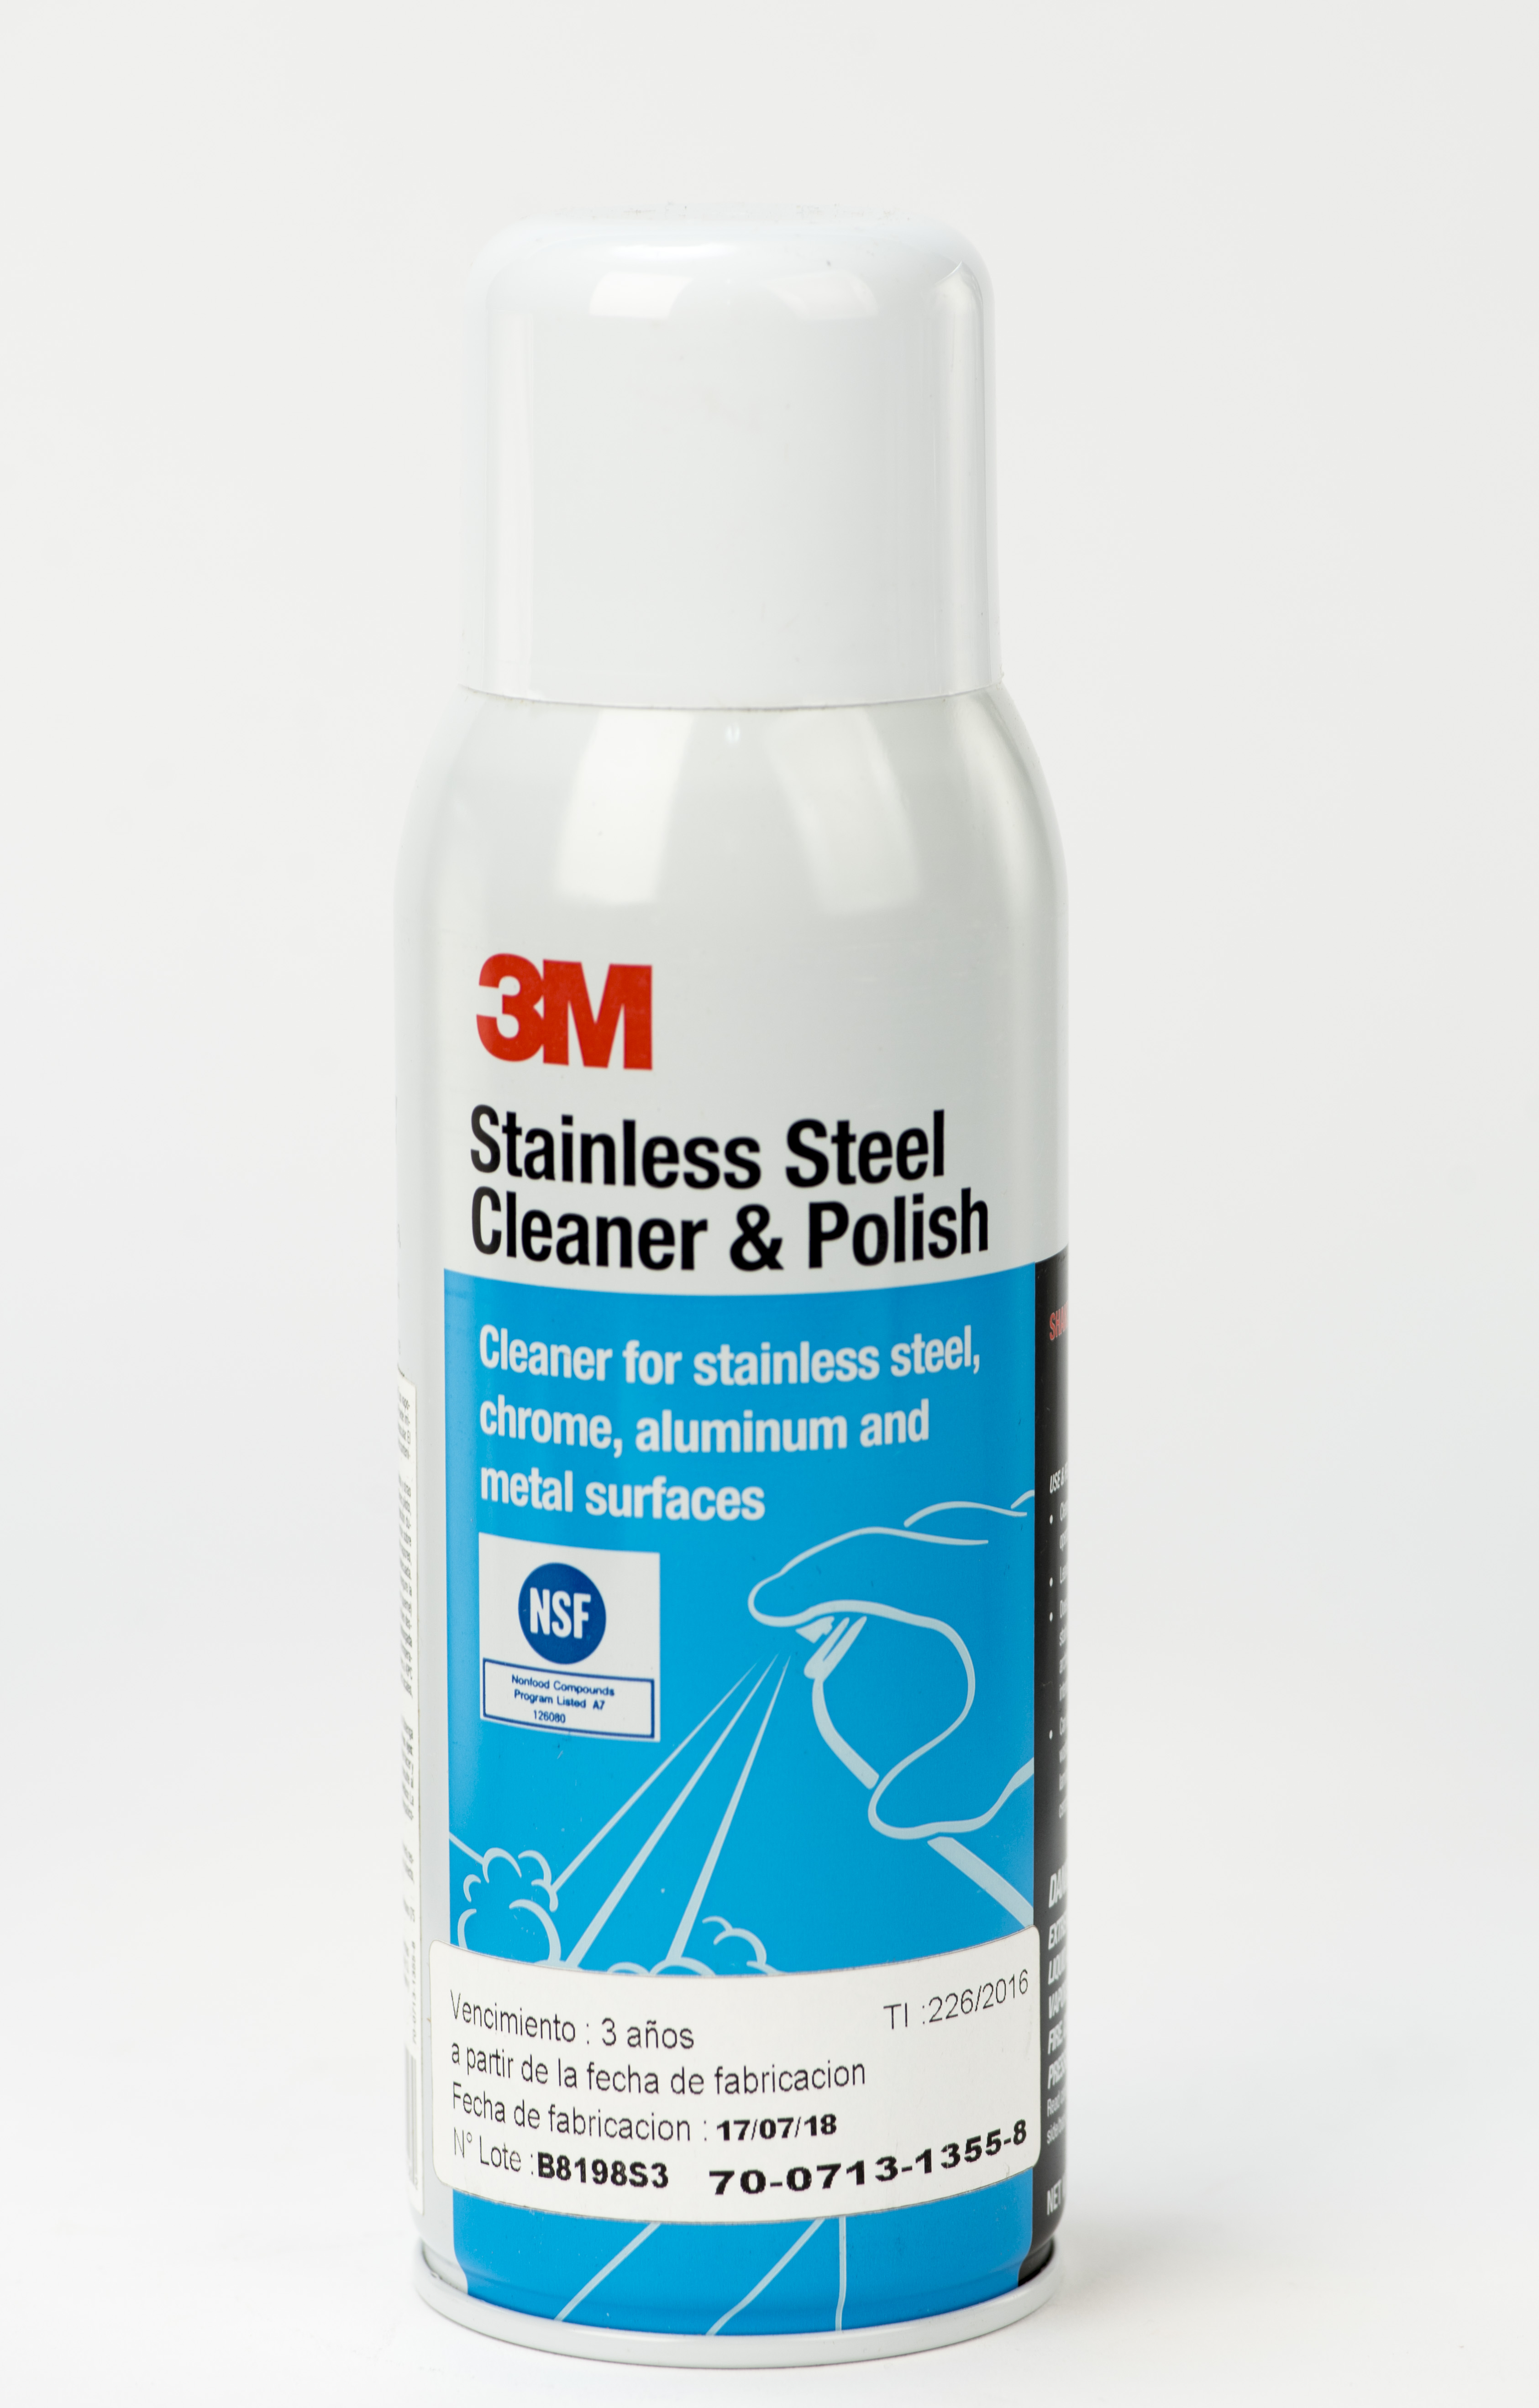 3M
Stainless Steel
Cleaner & Polish
Cleaner for stainless steel,
chrome, aluminum and
metal surfaces
NSF
Nonfood Compounds
Program Listed A7
126080
Vencimiento : 3 años
TI :226/2016
a partir de la fecha de fabricacion
Fecha de fabricacion : 17/07/18
N° Lote :B8198S3 70-0713-1355-8